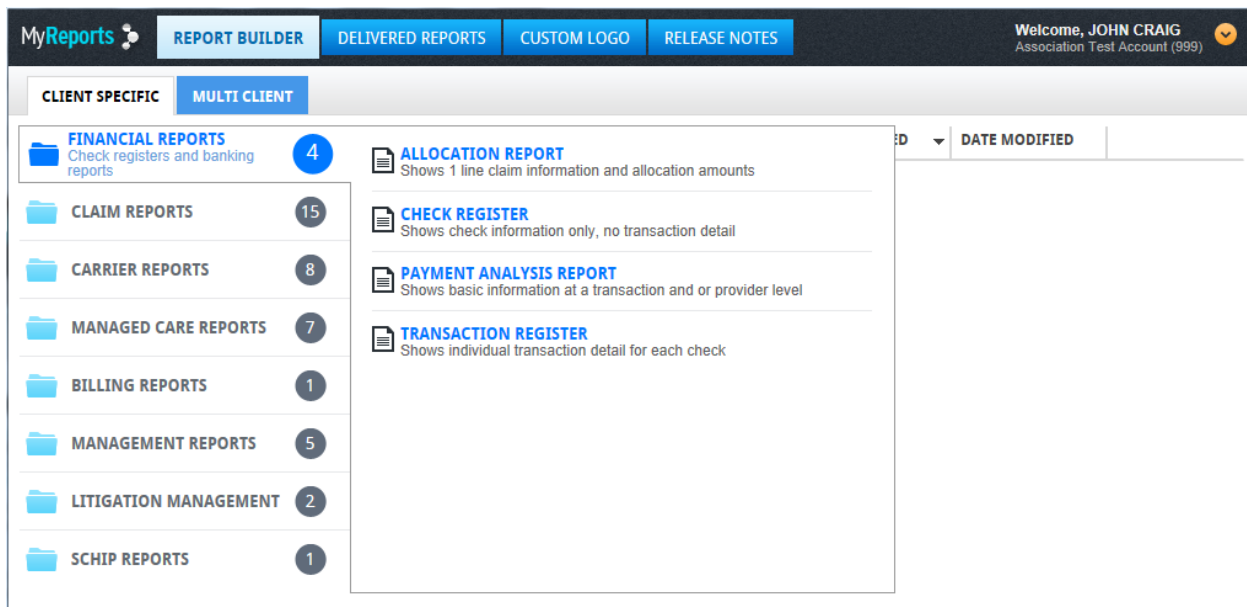 MyReports
REPORT BUILDER
DELIVERED REPORTS
CUSTOM LOGO
RELEASE NOTES
Welcome, JOHN CRAIG
Association Test Account (999)
CLIENT SPECIFIC
MULTI CLIENT
FINANCIAL REPORTS
Check registers and banking
reports
4
CLAIM REPORTS
15
CARRIER REPORTS
8
MANAGED CARE REPORTS
7
BILLING REPORTS
1
MANAGEMENT REPORTS
5
LITIGATION MANAGEMENT
2
SCHIP REPORTS
1
ALLOCATION REPORT
Shows 1 line claim information and allocation amounts
CHECK REGISTER
Shows check information only, no transaction detail
PAYMENT ANALYSIS REPORT
Shows basic information at a transaction and or provider level
TRANSACTION REGISTER
Shows individual transaction detail for each check
DATE MODIFIED